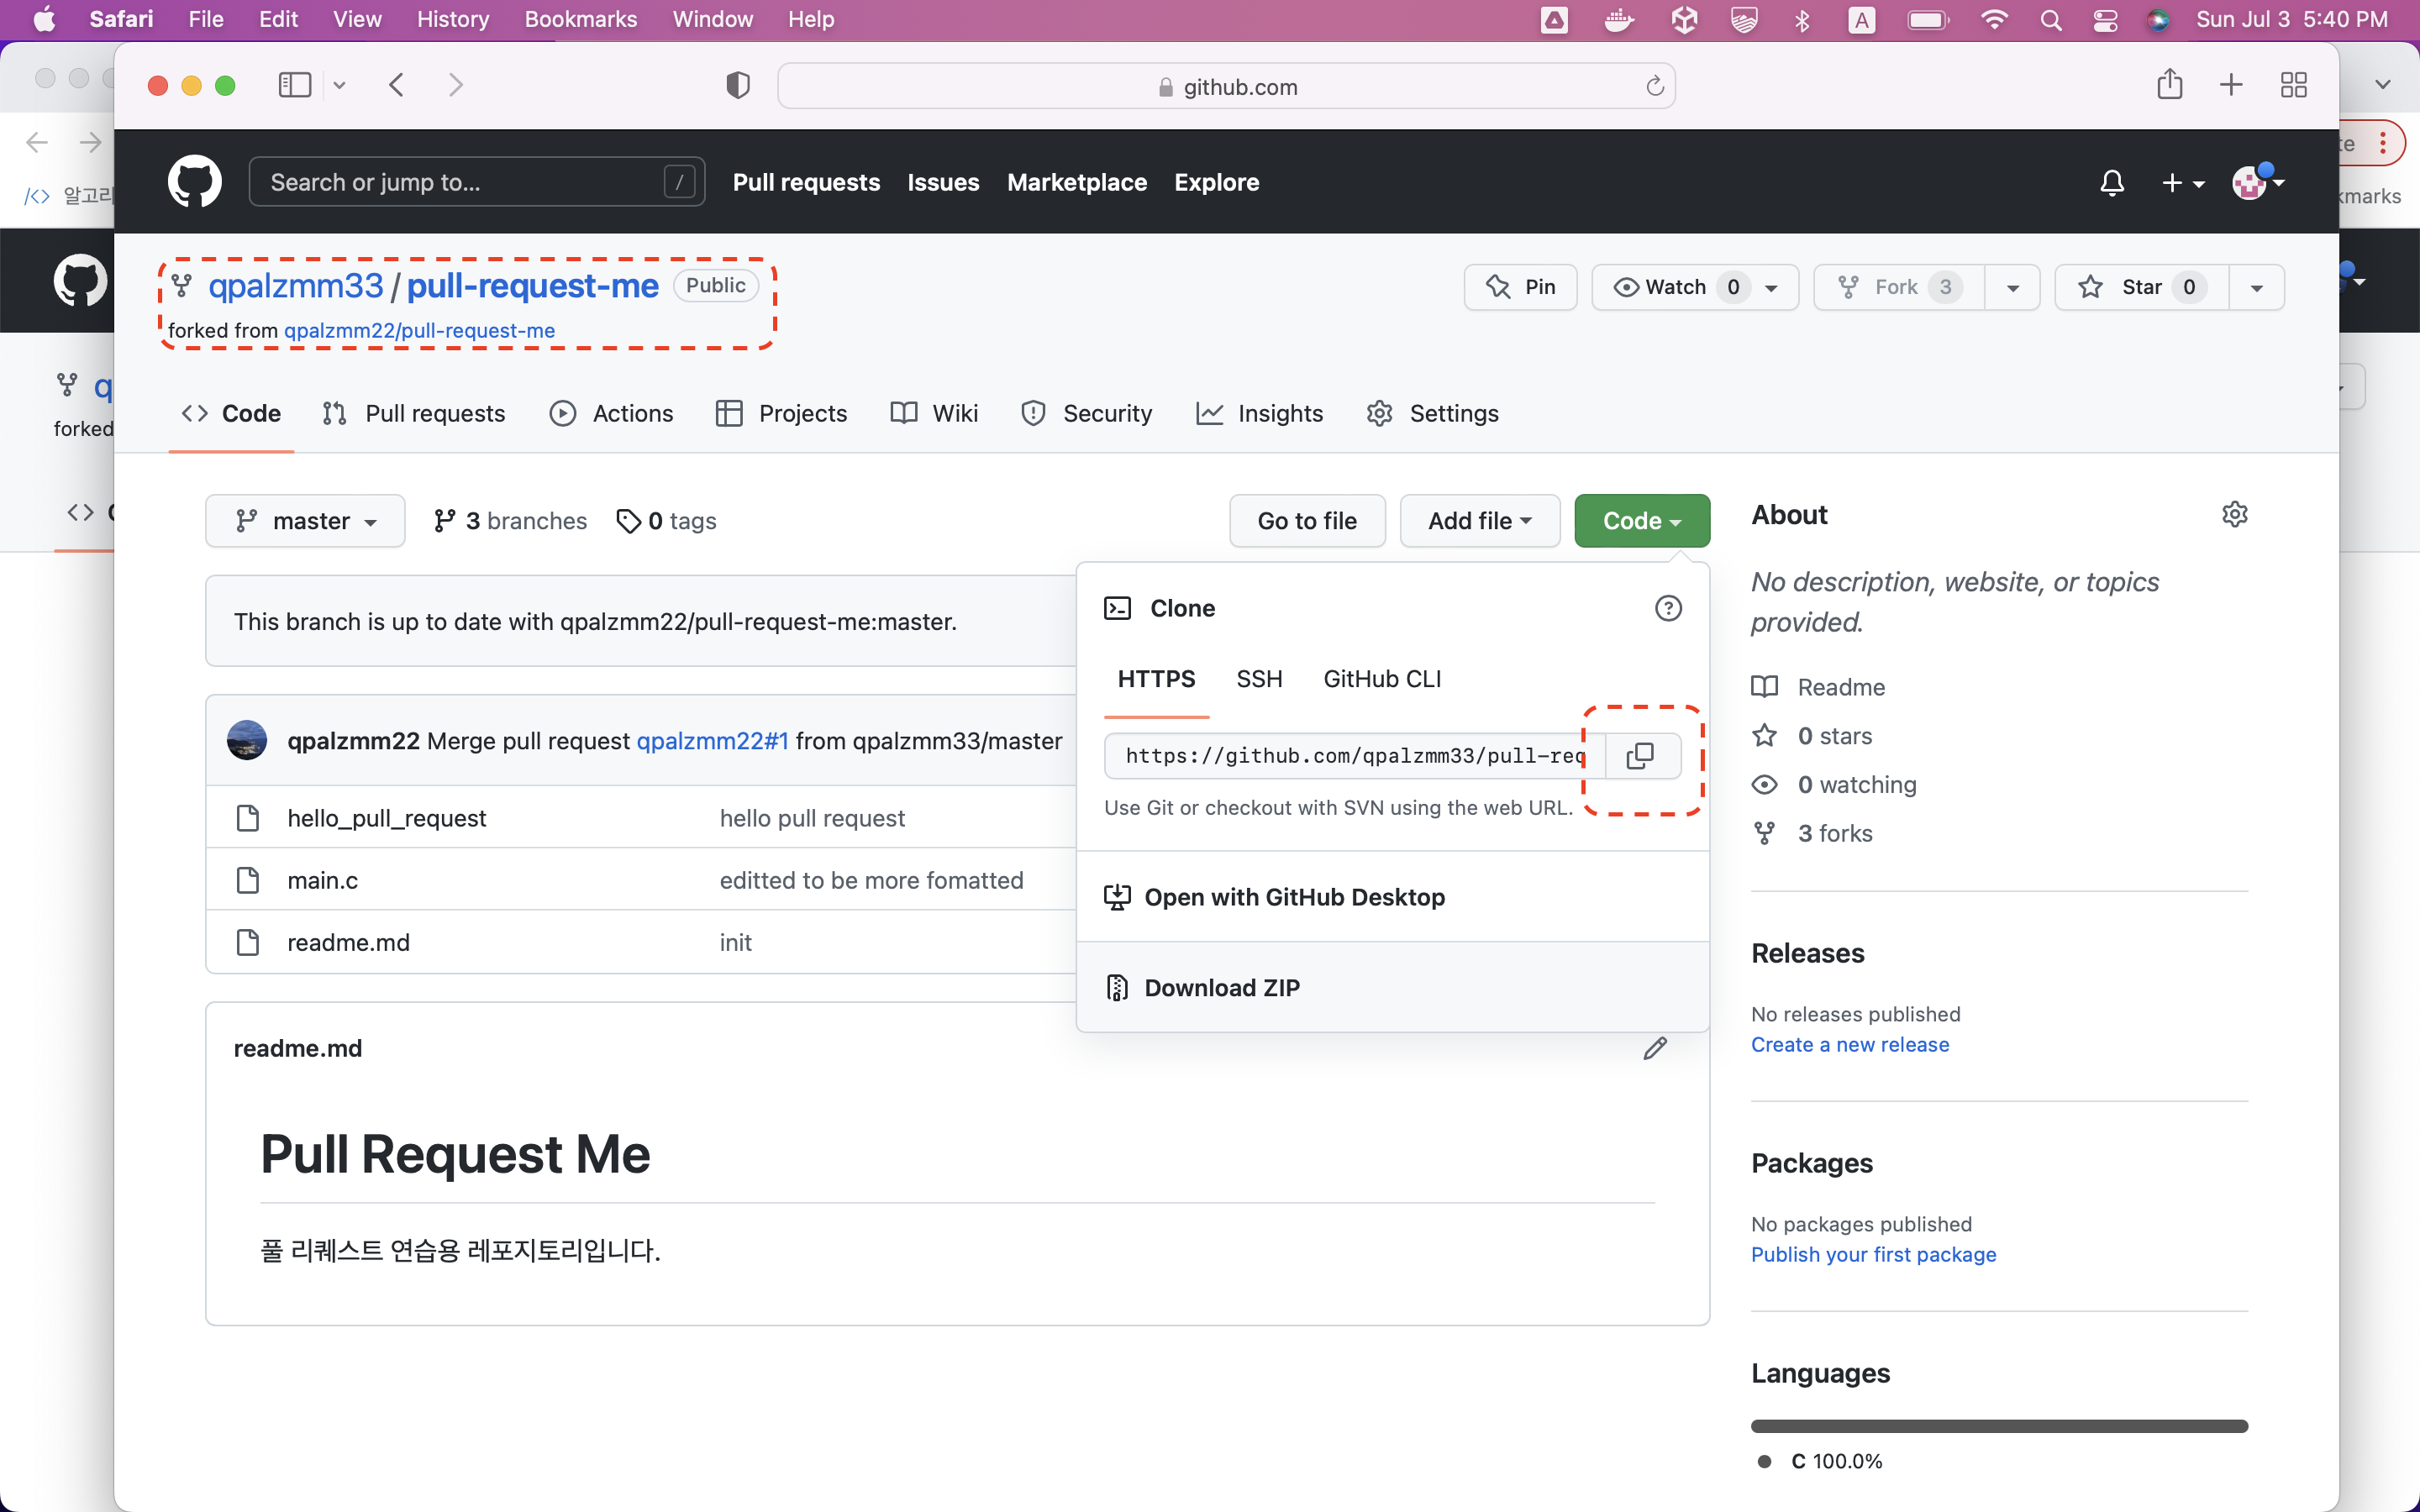 Safari File Edit View History Bookmarks Window Help A Sun Jul 3 5:40 PM
github.com
Search or jump to... / Pull requests Issues Marketplace Explore
/<> 알고리
kmarks
qpalzmm33 / pull-request-me Public
forked from qpalzmm22/pull-request-me
Pin Watch 0 Fork 3 Star 0
q
forked
Code Pull requests Actions Projects Wiki Security Insights Settings
master 3 branches 0 tags Go to file Add file Code
This branch is up to date with qpalzmm22/pull-request-me:master.
qpalzmm22 Merge pull request qpalzmm22#1 from qpalzmm33/master
hello_pull_request hello pull request
main.c editted to be more fomatted
readme.md init
Clone
HTTPS SSH GitHub CLI
https://github.com/qpalzmm33/pull-req
Use Git or checkout with SVN using the web URL.
Open with GitHub Desktop
Download ZIP
readme.md
Pull Request Me
풀 리퀘스트 연습용 레포지토리입니다.
About
No description, website, or topics
provided.
Readme
0 stars
0 watching
3 forks
Releases
No releases published
Create a new release
Packages
No packages published
Publish your first package
Languages
C 100.0%